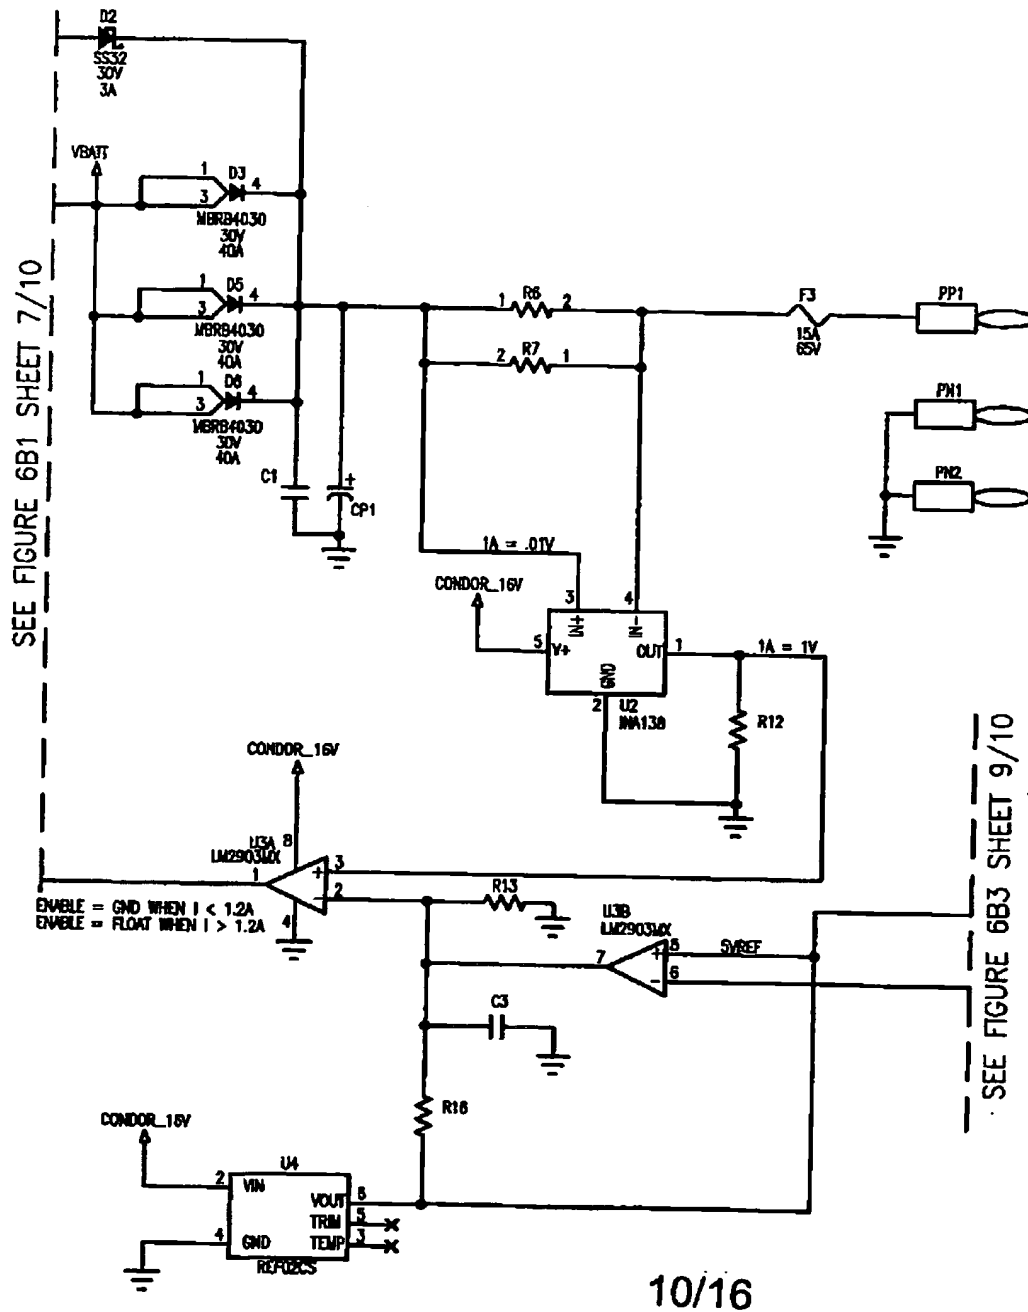 D2
SS32
30V
3A
VBATT
1
D3
4
3
MBRB4030
30V
40A
1
D5
4
3
MBRB4030
30V
40A
1
D6
4
3
MBRB4030
30V
40A
C1
+
CP1
SEE FIGURE 6B1 SHEET 7/10
1
R6
2
2
R7
1
F3
15A
65V
PP1
PN1
PN2
1A = .01V
CONDOR_16V
3
4
5
V+
IN+
IN-
OUT
1
1A = 1V
GND
2
U2
INA138
R12
CONDOR_16V
8
U3A
LM2903MX
1
+
3
-
2
4
ENABLE = GND WHEN I < 1.2A
ENABLE = FLOAT WHEN I > 1.2A
R13
U3B
LM2903MX
7
+
5
5VREF
-
6
SEE FIGURE 6B3 SHEET 9/10
C3
R18
CONDOR_16V
U4
2
VIN
VOUT
6
TRIM
5
4
GND
TEMP
3
REF02CS
10/16